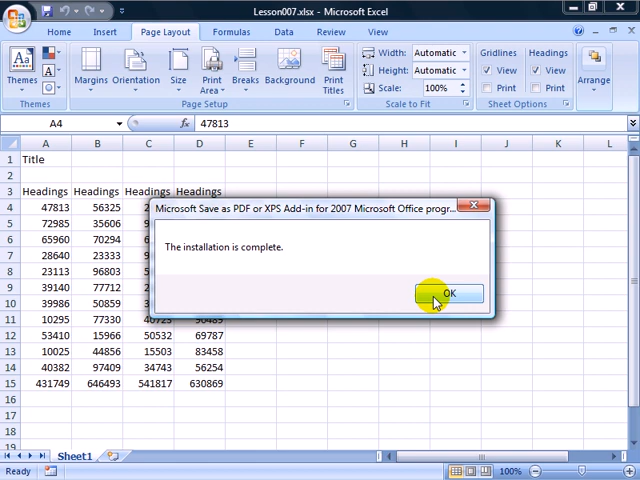 Lesson007.xlsx - Microsoft Excel
Home Insert Page Layout Formulas Data Review View
Themes Margins Orientation Size Print Area Breaks Background Print Titles Width: Automatic Gridlines Headings Arrange
Height: Automatic View View
Scale: 100% Print Print
Themes Page Setup Scale to Fit Sheet Options
A4 fx 47813
A B C D E F G H I J K L
1 Title
2
3 Headings Headings Headings Headings
4 47813 56325
5 72985 35606
6 65960 70294
7 28640 23333
8 23113 96803
9 39140 77712
10 39986 50859
11 10295 77330 40723 90483
12 53410 15966 50532 69787
13 10025 44856 15503 83458
14 40382 97409 34743 56254
15 431749 646493 541817 630869
16
17
18
19
Microsoft Save as PDF or XPS Add-in for 2007 Microsoft Office progr...
The installation is complete.
OK
Sheet1
Ready 100%